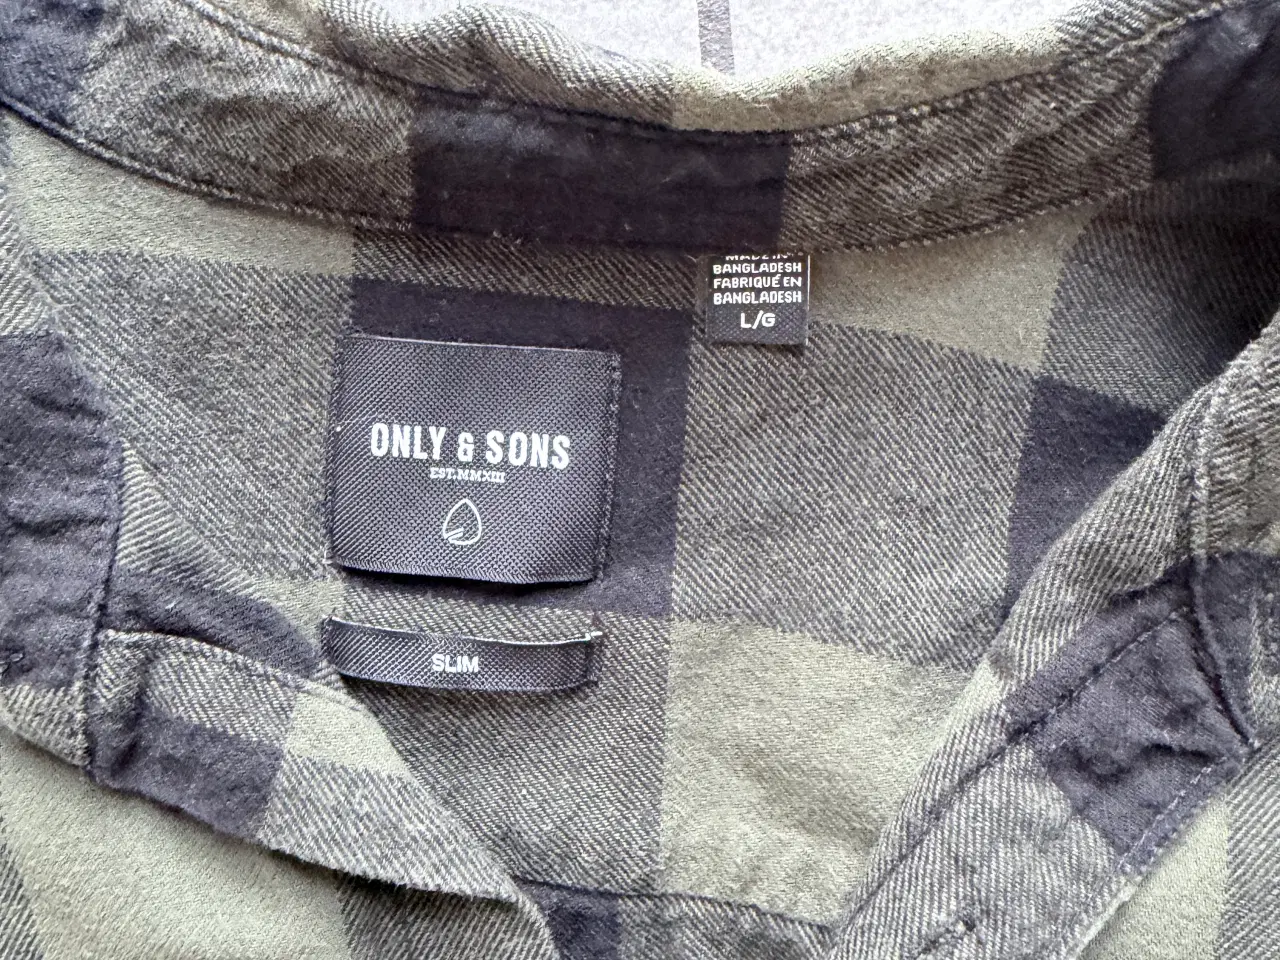 MADE IN
BANGLADESH
FABRIQUÉ EN
BANGLADESH
L/G
ONLY & SONS
EST.MMXIII
SLIM